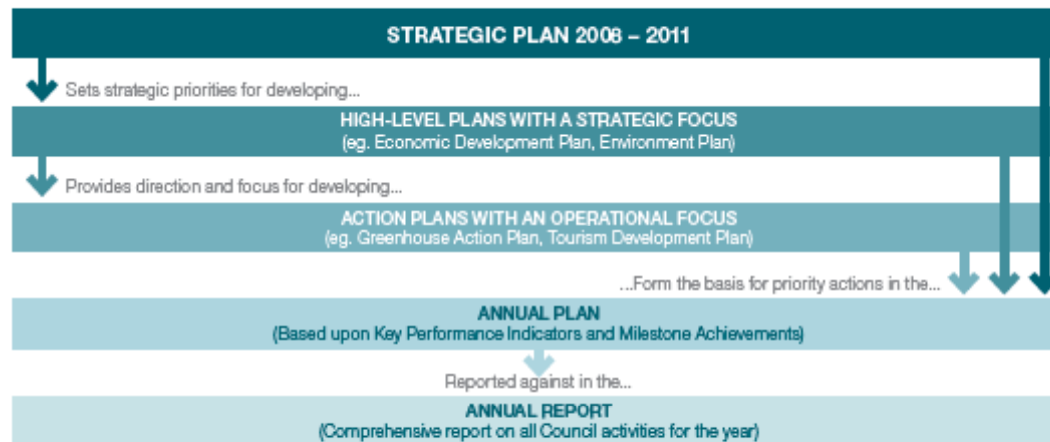 STRATEGIC PLAN 2008 – 2011
Sets strategic priorities for developing...
HIGH-LEVEL PLANS WITH A STRATEGIC FOCUS
(eg. Economic Development Plan, Environment Plan)
Provides direction and focus for developing...
ACTION PLANS WITH AN OPERATIONAL FOCUS
(eg. Greenhouse Action Plan, Tourism Development Plan)
...Form the basis for priority actions in the...
ANNUAL PLAN
(Based upon Key Performance Indicators and Milestone Achievements)
Reported against in the...
ANNUAL REPORT
(Comprehensive report on all Council activities for the year)